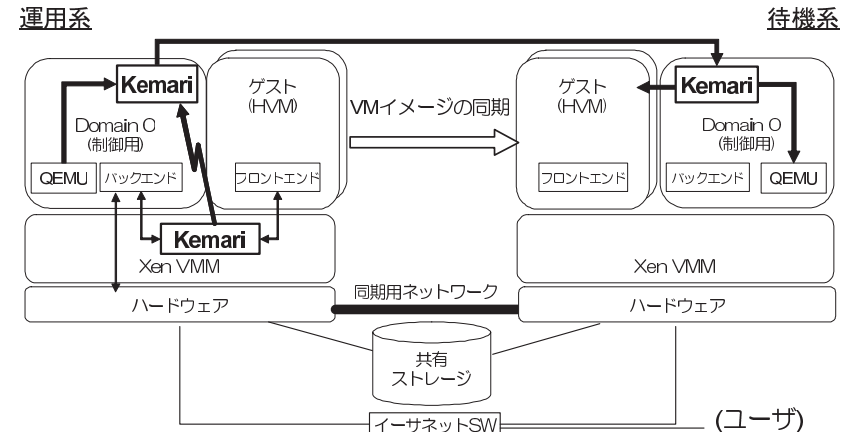 運用系
待機系
Kemari
Domain 0
(制御用)
QEMU
バックエンド
ゲスト
(HVM)
フロントエンド
Kemari
Xen VMM
ハードウェア
VMイメージの同期
同期用ネットワーク
ゲスト
(HVM)
フロントエンド
Kemari
Domain 0
(制御用)
バックエンド
QEMU
Xen VMM
ハードウェア
共有
ストレージ
イーサネットSW
(ユーザ)